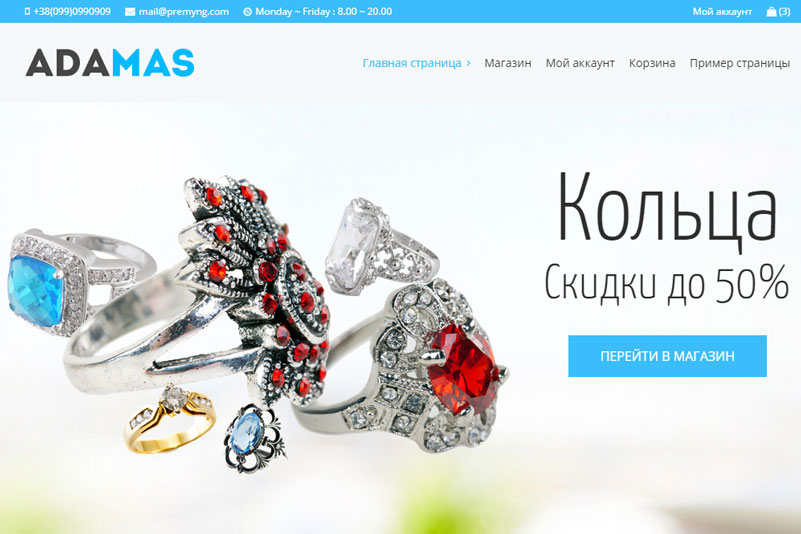 +38(099)0990909 mail@premyng.com Monday ~ Friday : 8.00 ~ 20.00 Мой аккаунт (3)
ADAMAS
Главная страница › Магазин Мой аккаунт Корзина Пример страницы
Кольца
Скидки до 50%
ПЕРЕЙТИ В МАГАЗИН